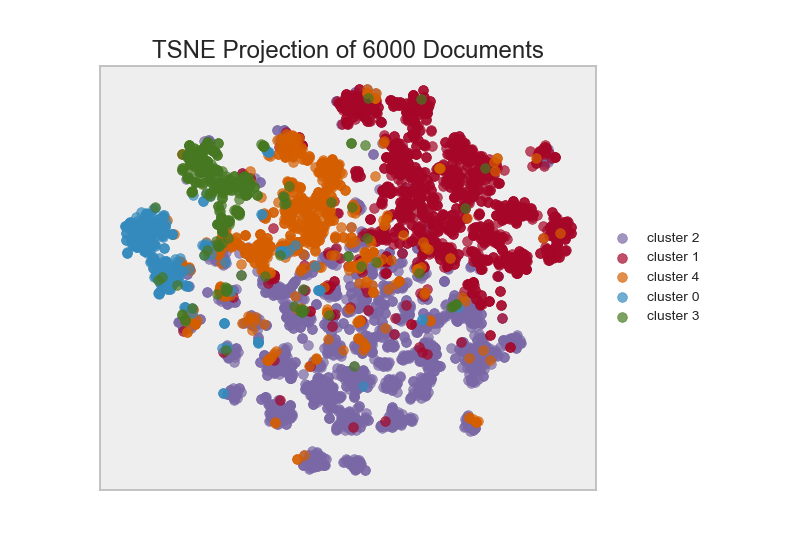 TSNE Projection of 6000 Documents
cluster 2
cluster 1
cluster 4
cluster 0
cluster 3